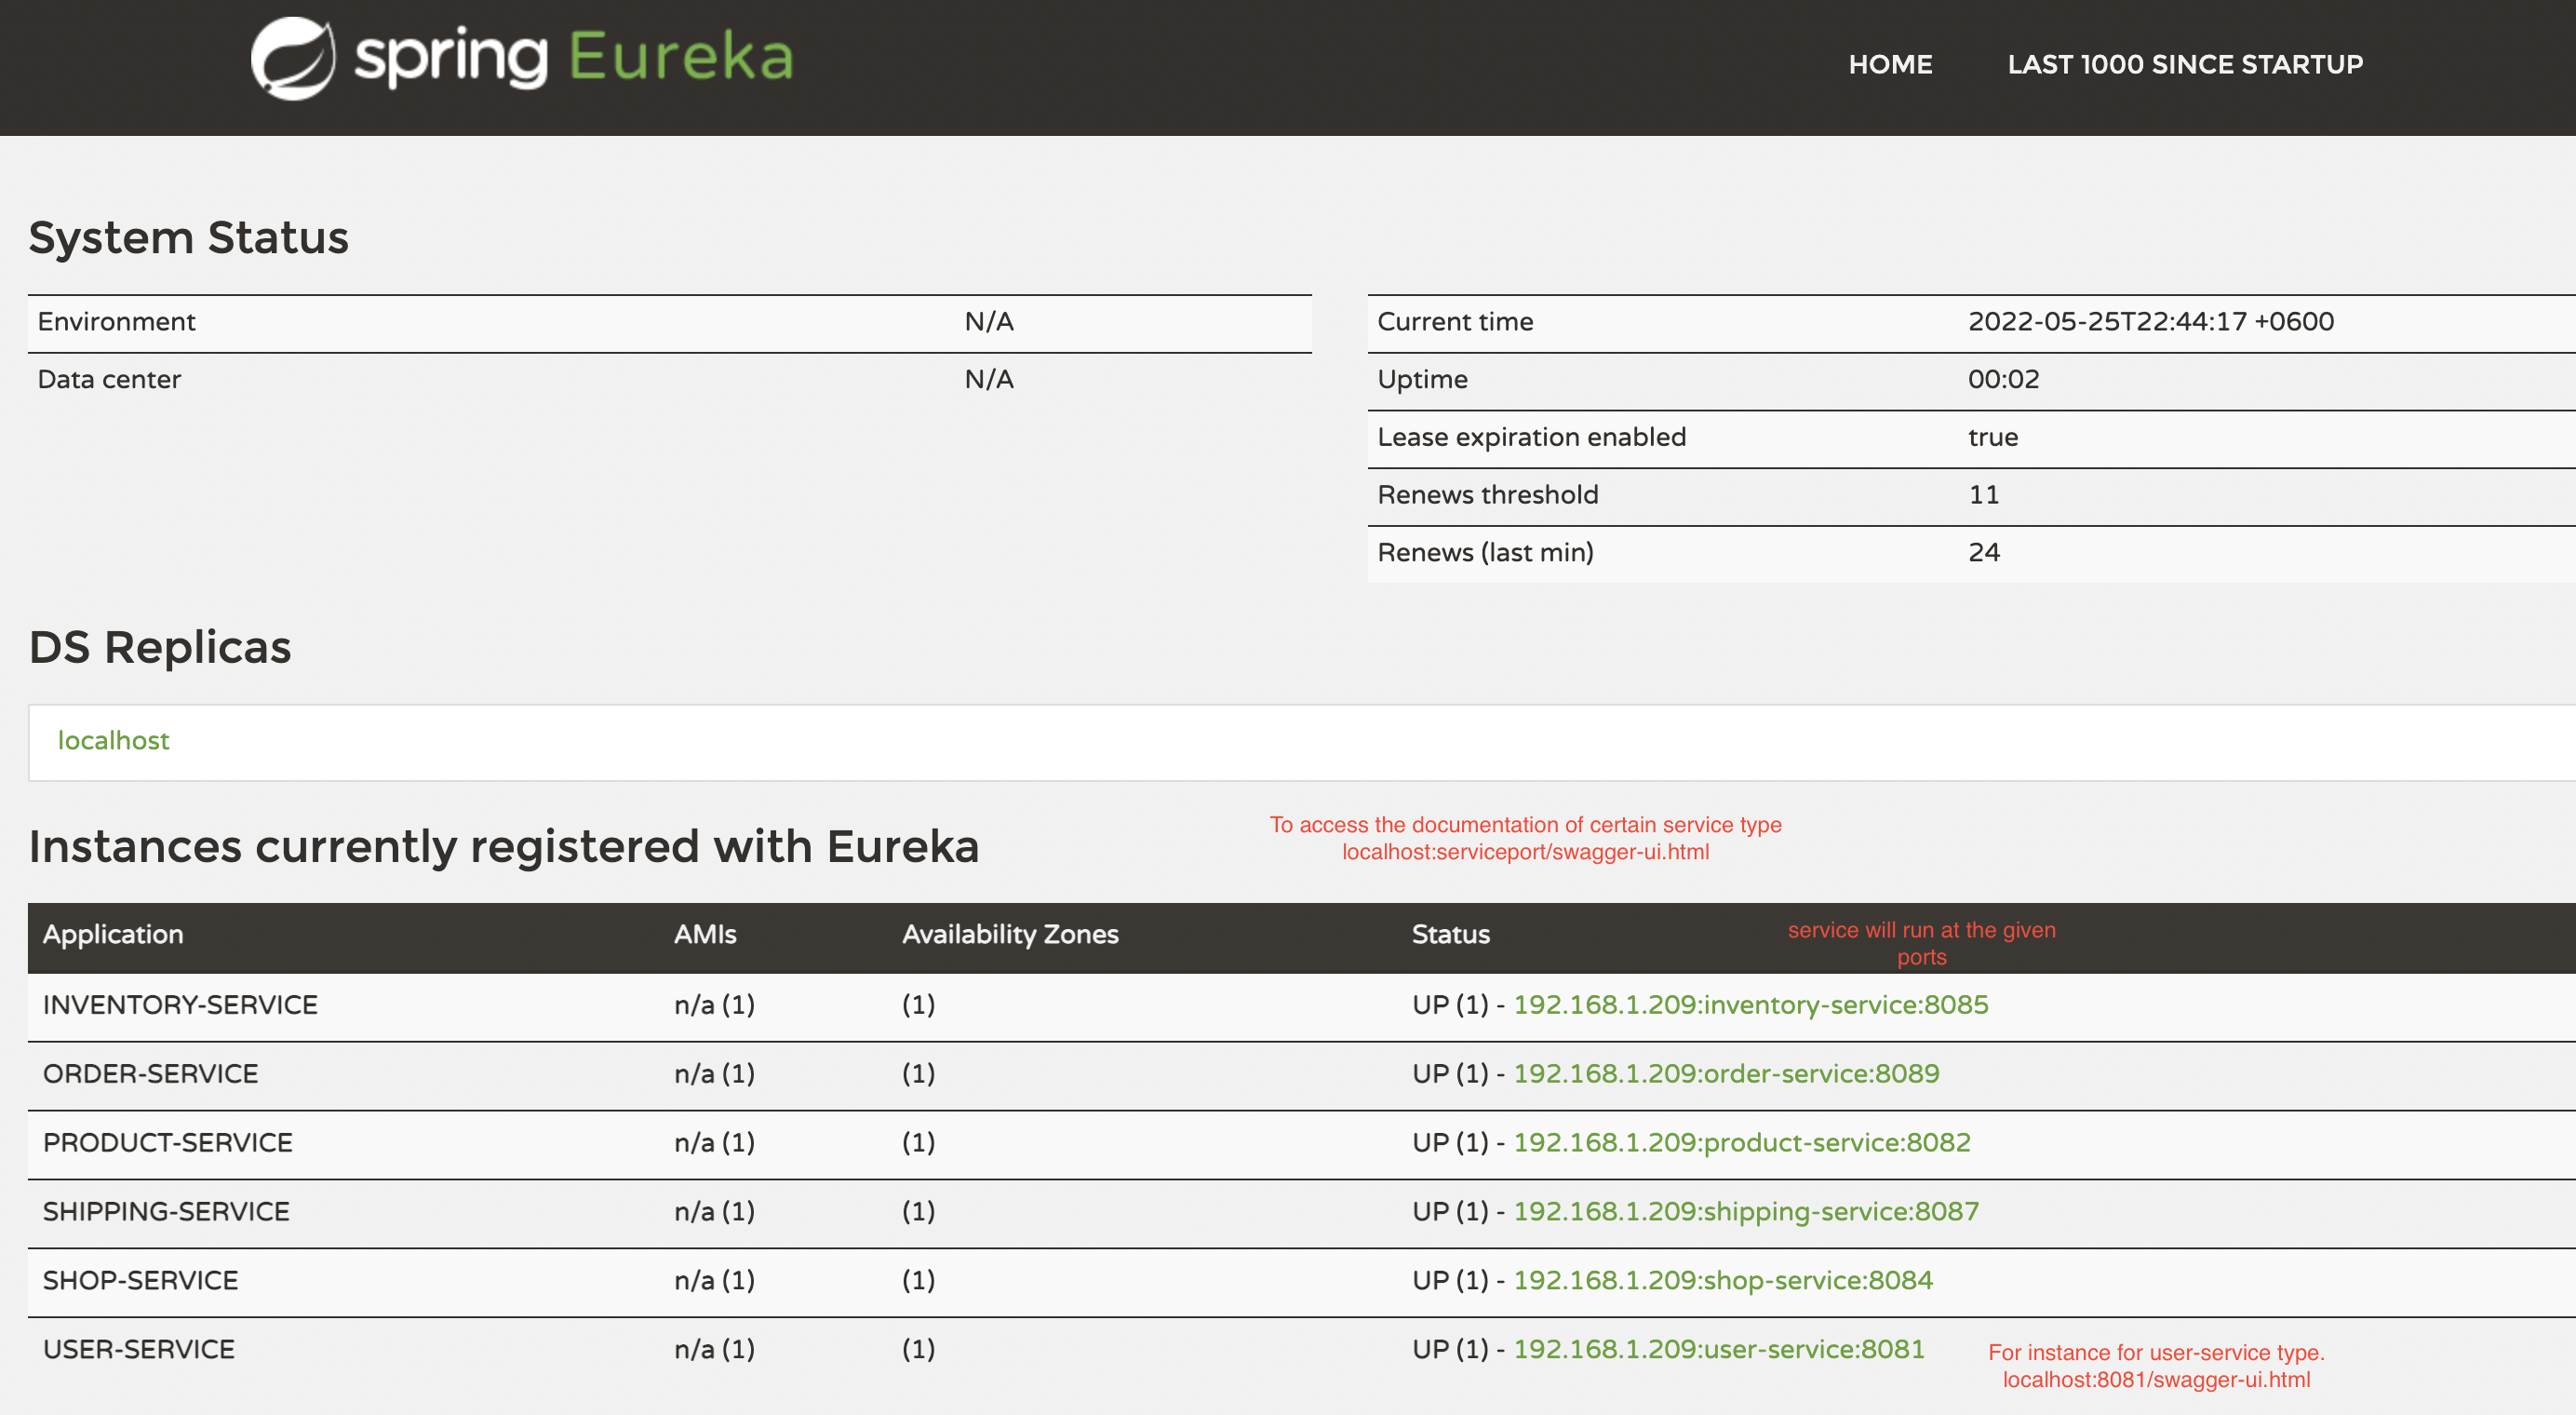 spring Eureka
HOME LAST 1000 SINCE STARTUP
System Status
Environment N/A
Data center N/A
Current time 2022-05-25T22:44:17 +0600
Uptime 00:02
Lease expiration enabled true
Renews threshold 11
Renews (last min) 24
DS Replicas
localhost
Instances currently registered with Eureka
To access the documentation of certain service type
localhost:serviceport/swagger-ui.html
Application AMIs Availability Zones Status
service will run at the given
ports
INVENTORY-SERVICE n/a (1) (1) UP (1) - 192.168.1.209:inventory-service:8085
ORDER-SERVICE n/a (1) (1) UP (1) - 192.168.1.209:order-service:8089
PRODUCT-SERVICE n/a (1) (1) UP (1) - 192.168.1.209:product-service:8082
SHIPPING-SERVICE n/a (1) (1) UP (1) - 192.168.1.209:shipping-service:8087
SHOP-SERVICE n/a (1) (1) UP (1) - 192.168.1.209:shop-service:8084
USER-SERVICE n/a (1) (1) UP (1) - 192.168.1.209:user-service:8081
For instance for user-service type.
localhost:8081/swagger-ui.html